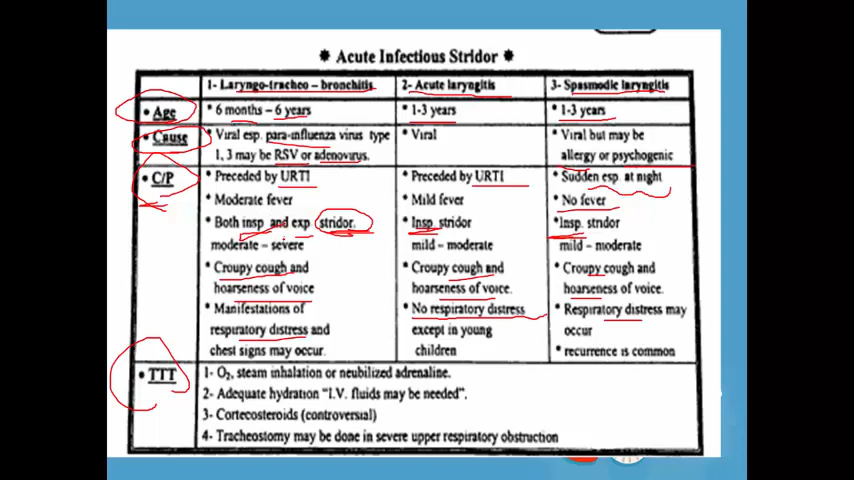 ✷ Acute Infectious Stridor ✷
1- Laryngo-tracheo – bronchitis
2- Acute laryngitis
3- Spasmodic laryngitis
• Age
* 6 months – 6 years
* 1-3 years
* 1-3 years
• Cause
* Viral esp. para-influenza virus type
1, 3 may be RSV or adenovirus.
* Viral
* Viral but may be
allergy or psychogenic
• C/P
* Preceded by URTI
* Moderate fever
* Both insp and exp stridor.
moderate – severe
* Croupy cough and
hoarseness of voice
* Manifestations of
respiratory distress and
chest signs may occur.
* Preceded by URTI
* Mild fever
* Insp stridor
mild – moderate
* Croupy cough and
hoarseness of voice.
* No respiratory distress
except in young
children
* Sudden esp. at night
* No fever
* Insp. stridor
mild – moderate
* Croupy cough and
hoarseness of voice.
* Respiratory distress may
occur
* recurrence is common
• TTT
1- O₂, steam inhalation or neubilized adrenaline.
2- Adequate hydration "I.V. fluids may be needed".
3- Cortecosteroids (controversial)
4- Tracheostomy may be done in severe upper respiratory obstruction